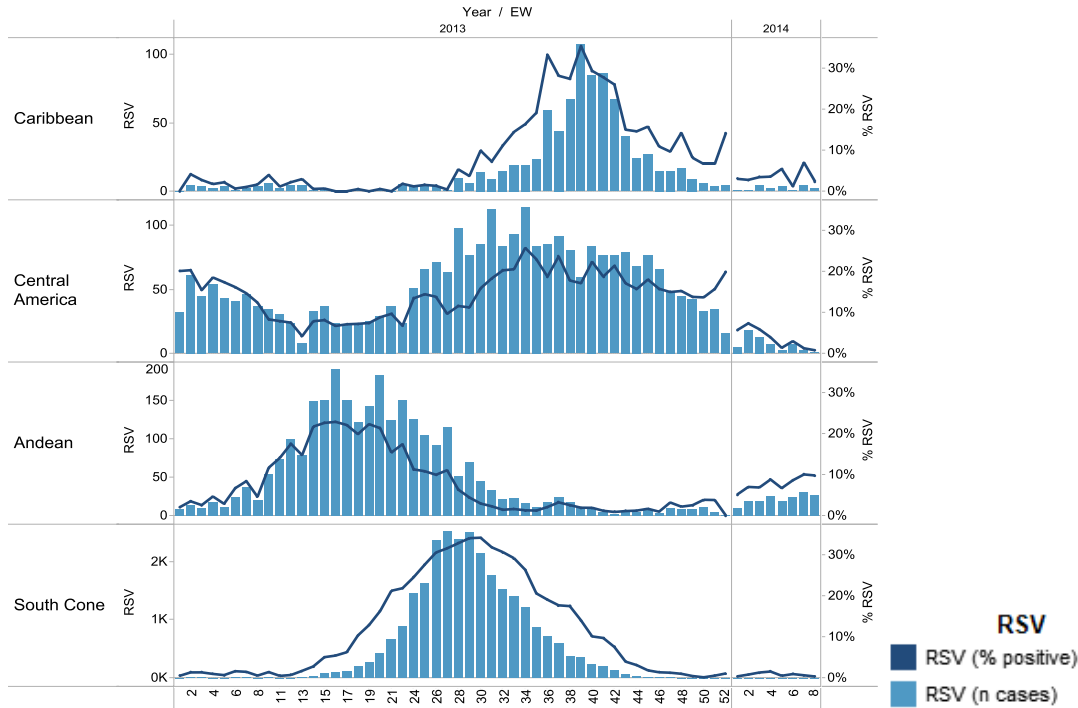 Year / EW
2013 2014
100 30%
Caribbean RSV 50 20% % RSV
10%
0 0%
100 30%
Central America RSV 50 20% % RSV
10%
0 0%
200 30%
150
Andean RSV 100 20% % RSV
50 10%
0 0%
2K 30%
South Cone RSV 1K 20% % RSV
10%
0K 0%
2 4 6 8 11 13 15 17 19 21 24 26 28 30 32 34 36 38 40 42 44 46 48 50 52 2 4 6 8
RSV
RSV (% positive)
RSV (n cases)